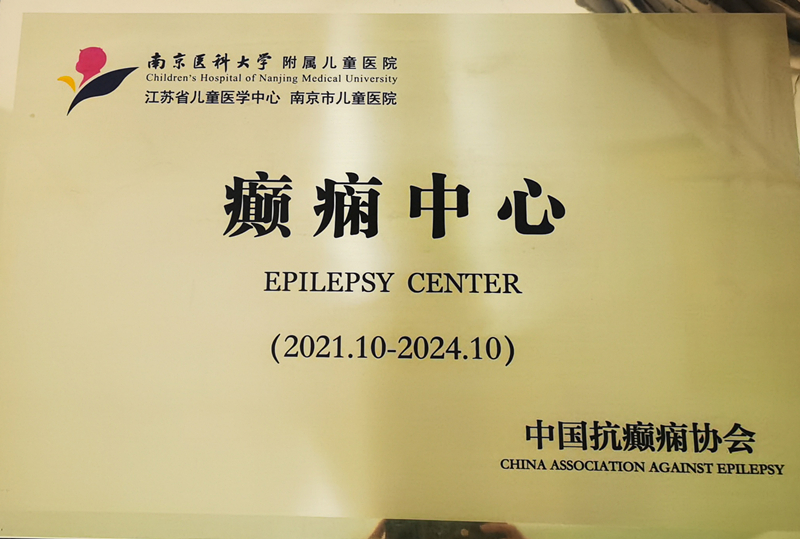 南京医科大学 附属儿童医院
Children's Hospital of Nanjing Medical University
江苏省儿童医学中心 南京市儿童医院
癫痫中心
EPILEPSY CENTER
(2021.10-2024.10)
中国抗癫痫协会
CHINA ASSOCIATION AGAINST EPILEPSY